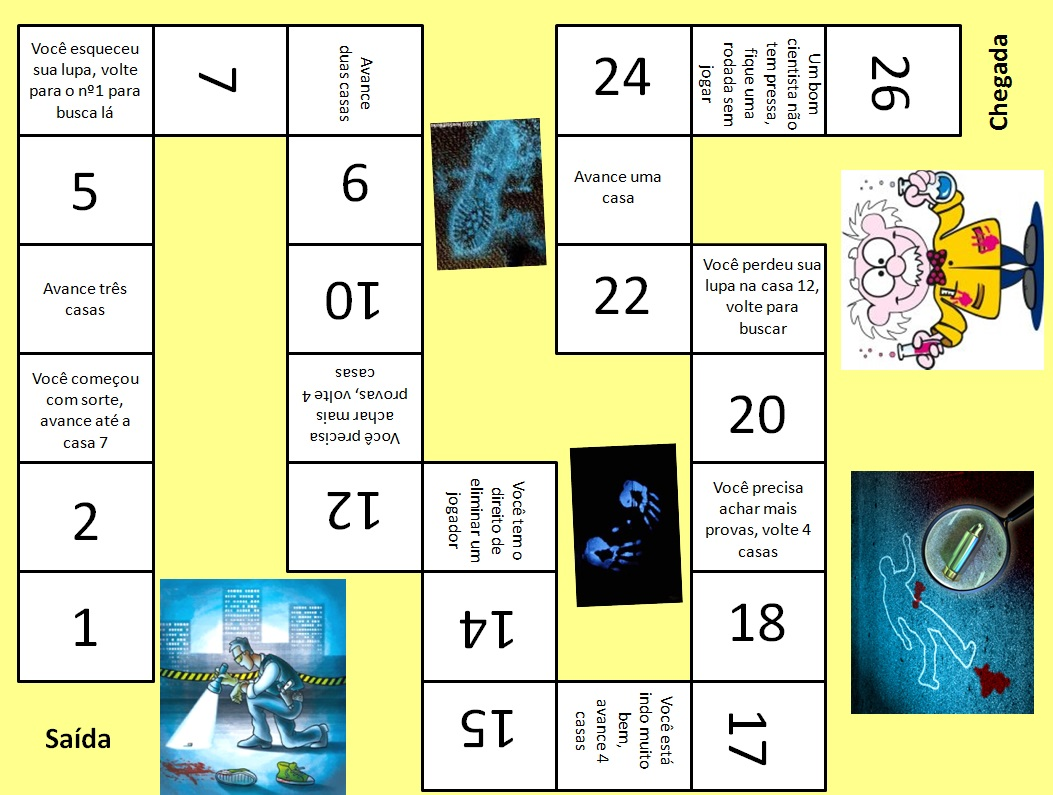 Saída
1
2
Você começou
com sorte,
avance até a
casa 7
Avance três
casas
5
Você esqueceu
sua lupa, volte
para o nº1 para
busca lá
7
Avance
duas casas
9
10
Você precisa
achar mais
provas, volte 4
casas
12
Você tem o
direito de
eliminar um
jogador
14
15
Você está
indo muito
bem,
avance 4
casas
17
18
Você precisa
achar mais
provas, volte 4
casas
20
Você perdeu sua
lupa na casa 12,
volte para
buscar
22
Avance uma
casa
24
Um bom
cientista não
tem pressa,
fique uma
rodada sem
jogar
26
Chegada